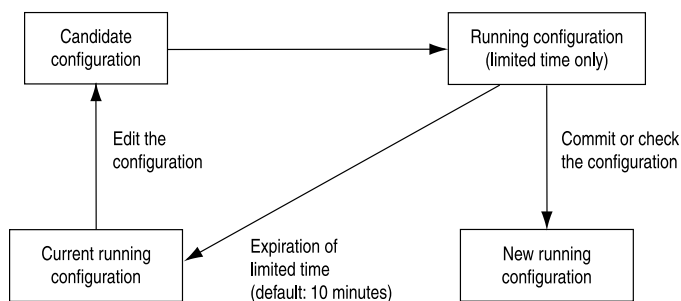 Candidate
configuration
Running configuration
(limited time only)
Edit the
configuration
Commit or check
the configuration
Current running
configuration
Expiration of
limited time
(default: 10 minutes)
New running
configuration